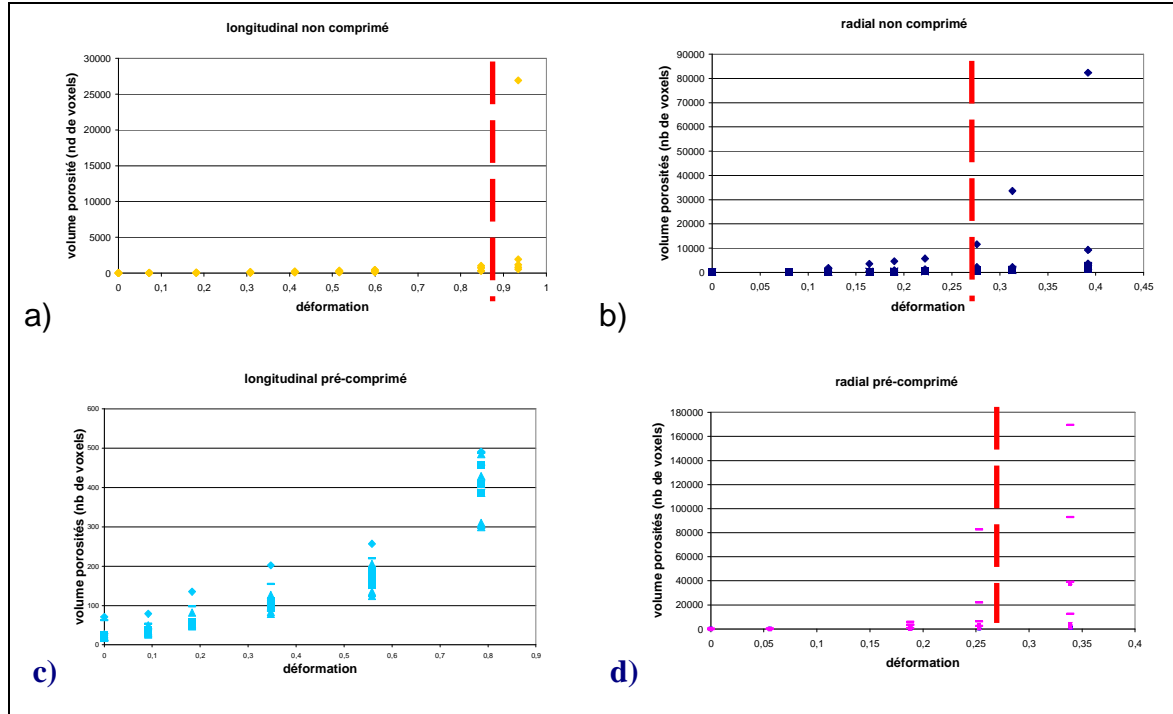 longitudinal non comprimé
volume porosité (nd de voxels)
30000
25000
20000
15000
10000
5000
0
0 0,1 0,2 0,3 0,4 0,5 0,6 0,7 0,8 0,9 1
déformation
a)
radial non comprimé
volume porosités (nb de voxels)
90000
80000
70000
60000
50000
40000
30000
20000
10000
0
0 0,05 0,1 0,15 0,2 0,25 0,3 0,35 0,4 0,45
déformation
b)
longitudinal pré-comprimé
volume porosités (nb de voxels)
600
500
400
300
200
100
0
0 0,1 0,2 0,3 0,4 0,5 0,6 0,7 0,8 0,9
déformation
c)
radial pré-comprimé
volume porosités (nb de voxels)
180000
160000
140000
120000
100000
80000
60000
40000
20000
0
0 0,05 0,1 0,15 0,2 0,25 0,3 0,35 0,4
déformation
d)